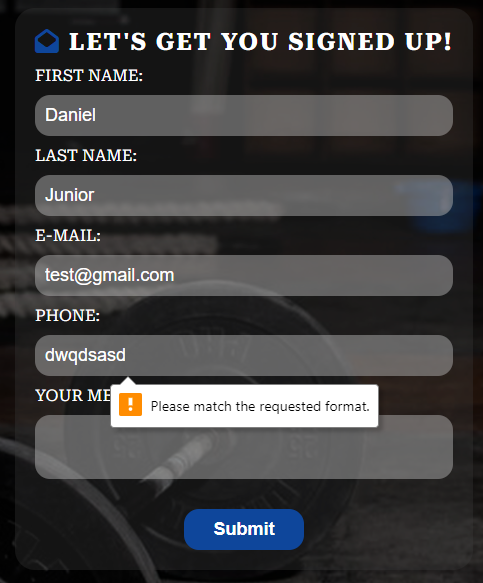 LET'S GET YOU SIGNED UP!
FIRST NAME:
Daniel
LAST NAME:
Junior
E-MAIL:
test@gmail.com
PHONE:
dwqdsasd
YOUR ME
Please match the requested format.
Submit